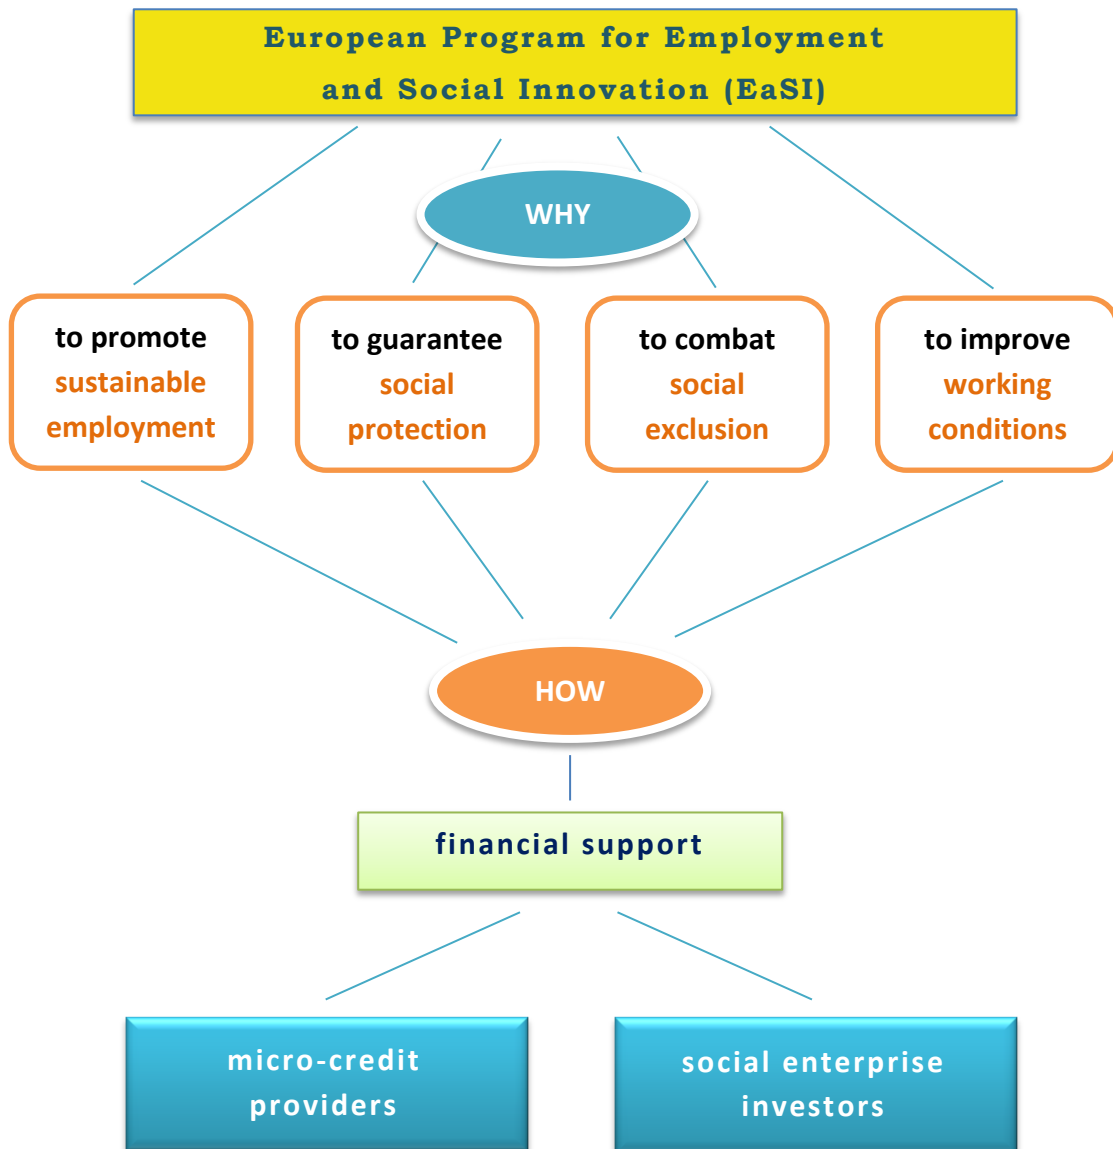 European Program for Employment
and Social Innovation (EaSI)
WHY
to promote
sustainable
employment
to guarantee
social
protection
to combat
social
exclusion
to improve
working
conditions
HOW
financial support
micro-credit
providers
social enterprise
investors